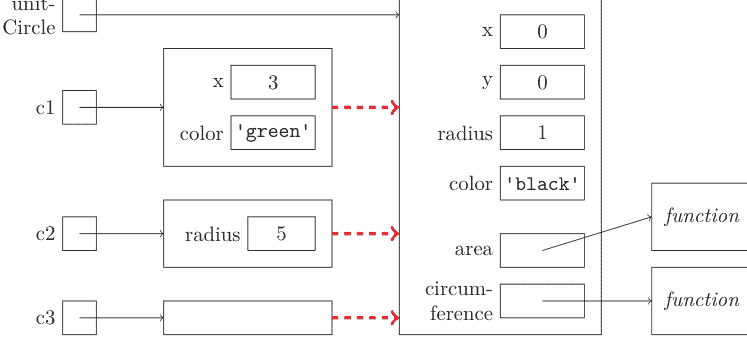 unit-
Circle
x 0
c1
x 3
y 0
color 'green'
radius 1
color 'black'
function
c2
radius 5
area
circum-
ference
function
c3